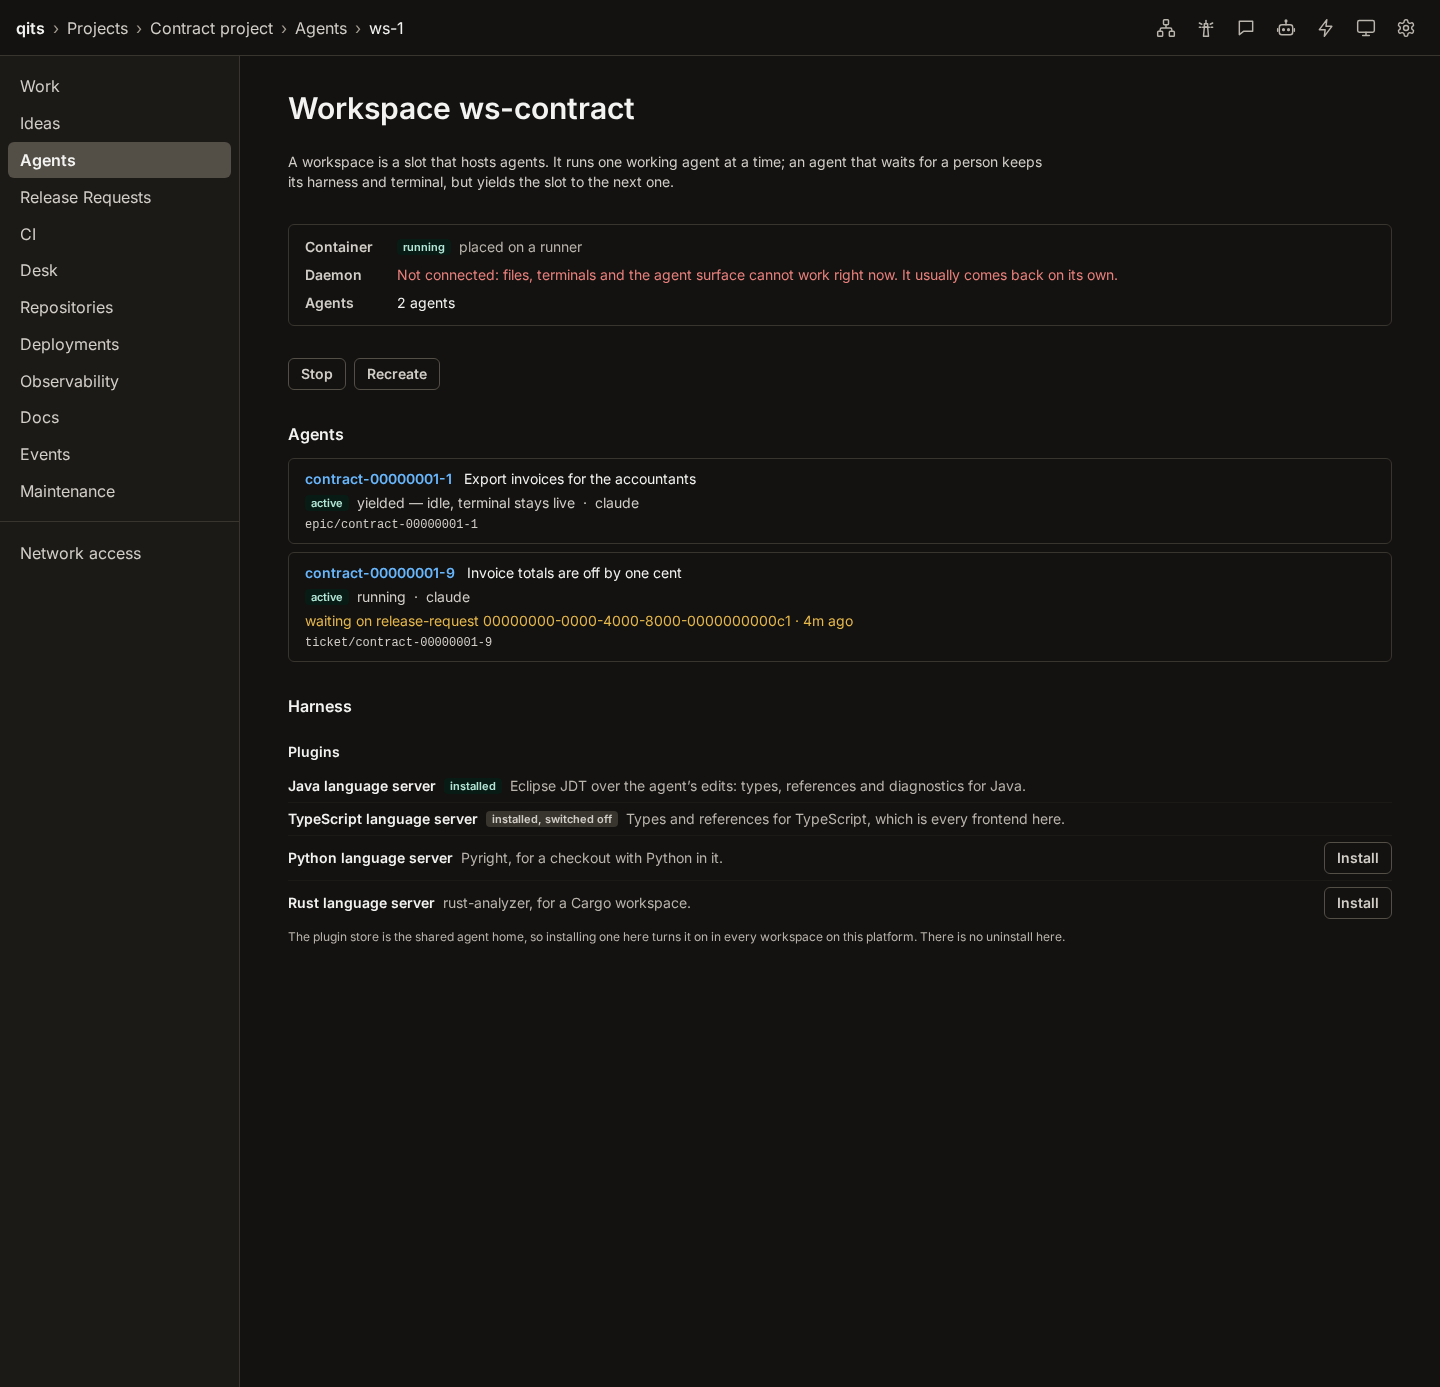 qits › Projects › Contract project › Agents › ws-1
Work
Ideas
Agents
Release Requests
CI
Desk
Repositories
Deployments
Observability
Docs
Events
Maintenance
Network access
Workspace ws-contract
A workspace is a slot that hosts agents. It runs one working agent at a time; an agent that waits for a person keeps
its harness and terminal, but yields the slot to the next one.
Container running placed on a runner
Daemon Not connected: files, terminals and the agent surface cannot work right now. It usually comes back on its own.
Agents 2 agents
Stop Recreate
Agents
contract-00000001-1 Export invoices for the accountants
active yielded — idle, terminal stays live · claude
epic/contract-00000001-1
contract-00000001-9 Invoice totals are off by one cent
active running · claude
waiting on release-request 00000000-0000-4000-8000-0000000000c1 · 4m ago
ticket/contract-00000001-9
Harness
Plugins
Java language server installed Eclipse JDT over the agent’s edits: types, references and diagnostics for Java.
TypeScript language server installed, switched off Types and references for TypeScript, which is every frontend here.
Python language server Pyright, for a checkout with Python in it. Install
Rust language server rust-analyzer, for a Cargo workspace. Install
The plugin store is the shared agent home, so installing one here turns it on in every workspace on this platform. There is no uninstall here.